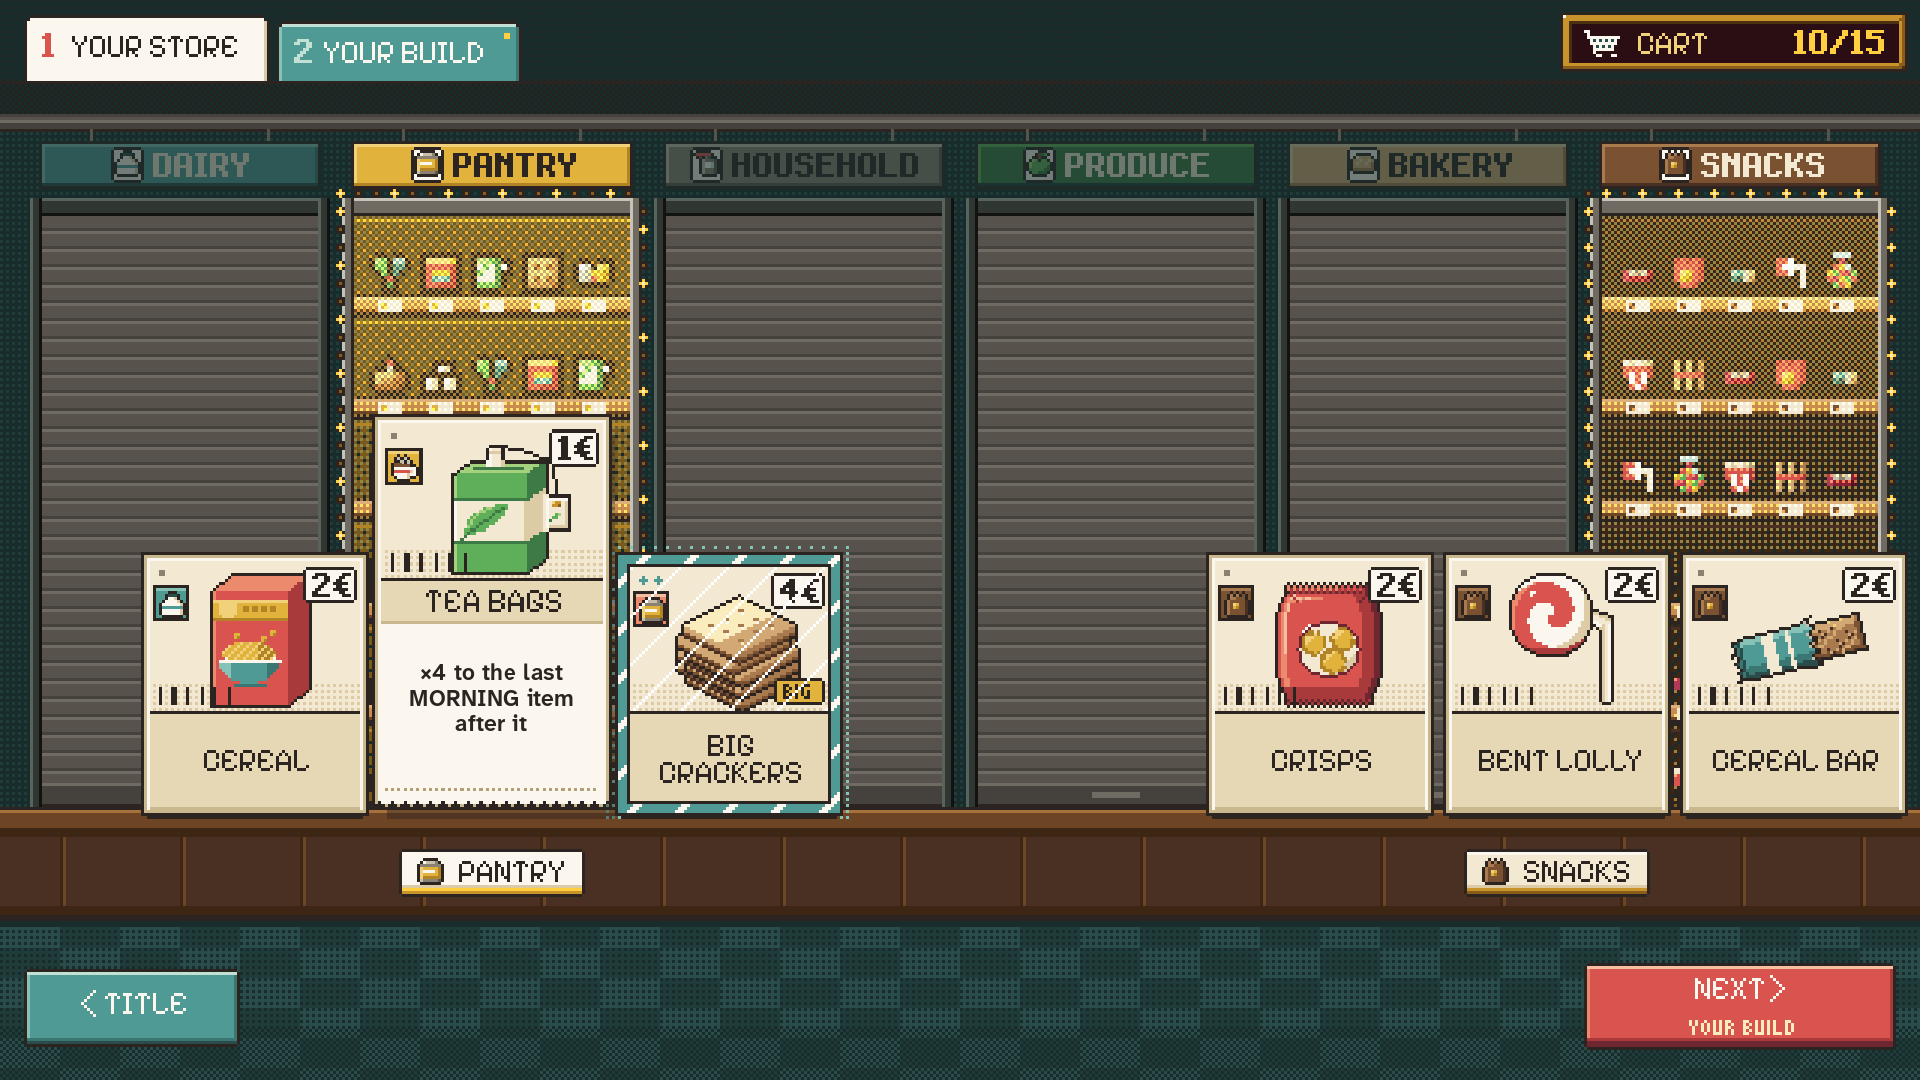 1 YOUR STORE
2 YOUR BUILD
CART 10/15
DAIRY
PANTRY
HOUSEHOLD
PRODUCE
BAKERY
SNACKS
1€
TEA BAGS
×4 to the last
MORNING item
after it
2€
CEREAL
4€
BIG
BIG
CRACKERS
2€
CRISPS
2€
BENT LOLLY
2€
CEREAL BAR
PANTRY
SNACKS
<TITLE
NEXT>
YOUR BUILD